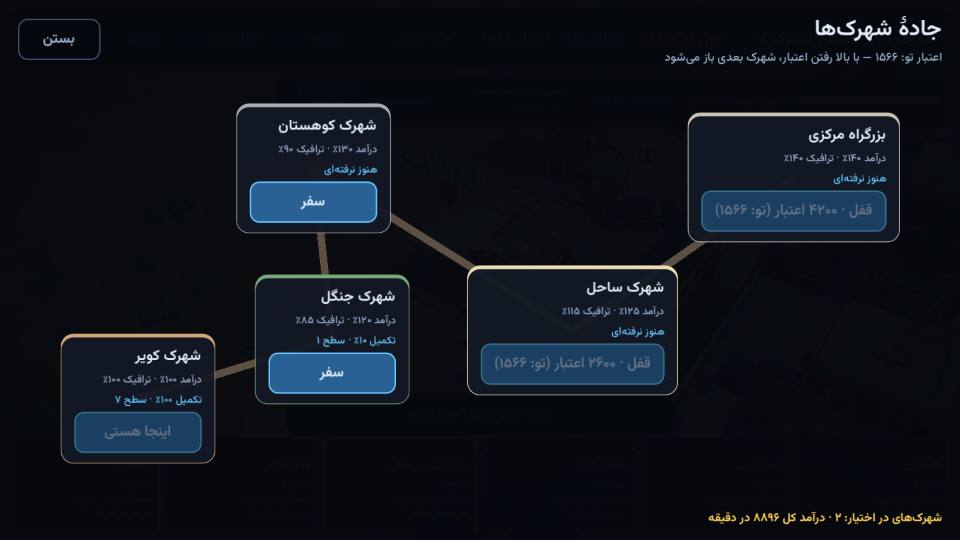 جادهٔ شهرک‌ها
اعتبار تو: ۱۵۶۶ — با بالا رفتن اعتبار، شهرک بعدی باز می‌شود
بستن
بزرگراه مرکزی
درآمد ۱۴۰٪ · ترافیک ۱۴۰٪
هنوز نرفته‌ای
قفل · ۴۲۰۰ اعتبار (تو: ۱۵۶۶)
شهرک کوهستان
درآمد ۱۳۰٪ · ترافیک ۹۰٪
هنوز نرفته‌ای
سفر
شهرک ساحل
درآمد ۱۲۵٪ · ترافیک ۱۱۵٪
هنوز نرفته‌ای
قفل · ۲۶۰۰ اعتبار (تو: ۱۵۶۶)
شهرک جنگل
درآمد ۱۲۰٪ · ترافیک ۸۵٪
تکمیل ۱۰٪ · سطح ۱
سفر
شهرک کویر
درآمد ۱۰۰٪ · ترافیک ۱۰۰٪
تکمیل ۱۰۰٪ · سطح ۷
اینجا هستی
شهرک‌های در اختیار: ۲ · درآمد کل ۸۸۹۶ در دقیقه